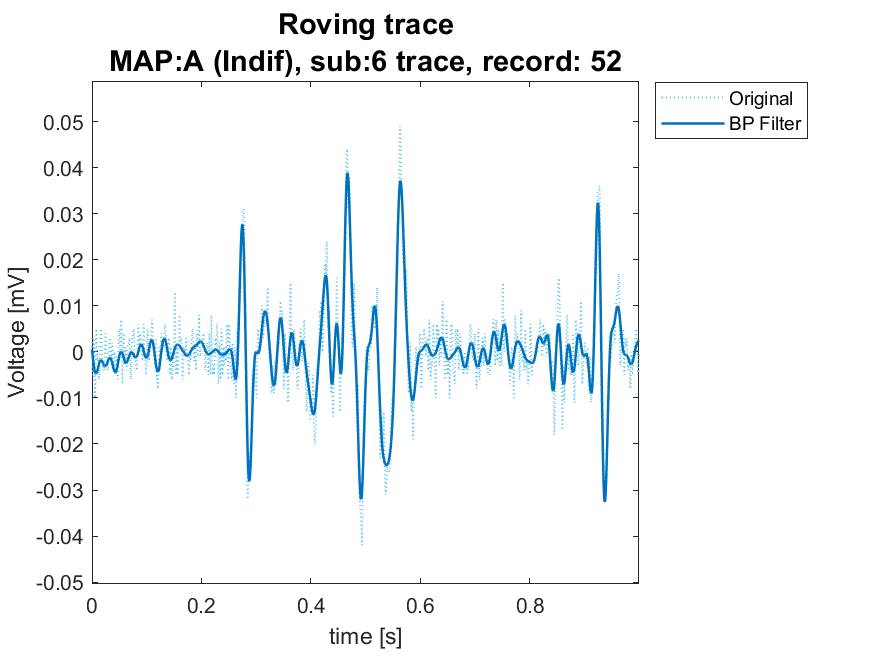 Roving trace
MAP:A (Indif), sub:6 trace, record: 52
Original
BP Filter
0.05
0.04
0.03
0.02
0.01
0
-0.01
-0.02
-0.03
-0.04
-0.05
Voltage [mV]
0 0.2 0.4 0.6 0.8
time [s]